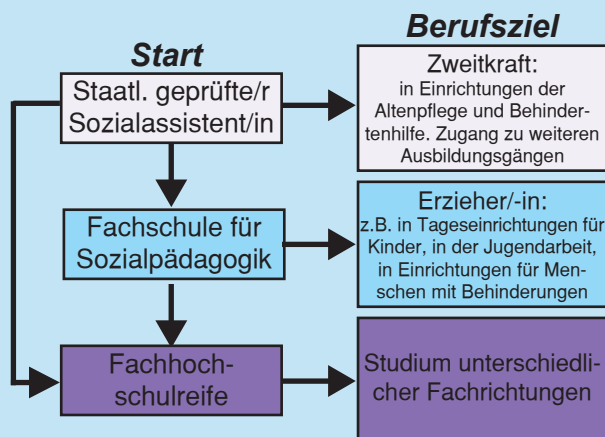 Start
Berufsziel
Staatl. geprüfte/r
Sozialassistent/in
Zweitkraft:
in Einrichtungen der
Altenpflege und Behinder-
tenhilfe. Zugang zu weiteren
Ausbildungsgängen
Fachschule für
Sozialpädagogik
Erzieher/-in:
z.B. in Tageseinrichtungen für
Kinder, in der Jugendarbeit,
in Einrichtungen für Men-
schen mit Behinderungen
Fachhoch-
schulreife
Studium unterschiedli-
cher Fachrichtungen